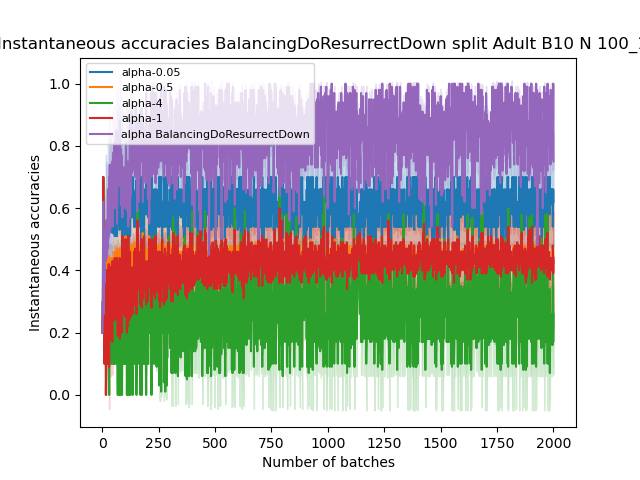 Instantaneous accuracies BalancingDoResurrectDown split Adult B10 N 100_
alpha-0.05
alpha-0.5
alpha-4
alpha-1
alpha BalancingDoResurrectDown
1.0
0.8
0.6
0.4
0.2
0.0
Instantaneous accuracies
0 250 500 750 1000 1250 1500 1750 2000
Number of batches